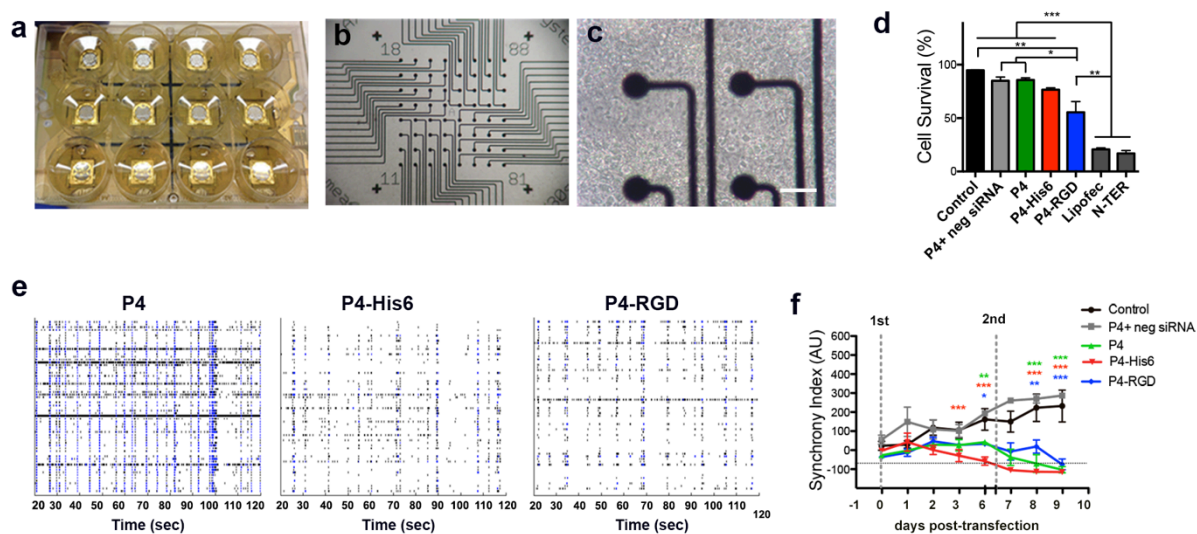 a
b
c
d
18
88
11
81
yste
mea
Cell Survival (%)
100
50
0
***
**
*
**
Control
P4+ neg siRNA
P4
P4-His6
P4-RGD
Lipofec
N-TER
e
P4
P4-His6
P4-RGD
20 30 40 50 60 70 80 90 100 110 120
20 30 40 50 60 70 80 90 100 110 120
20 30 40 50 60 70 80 90 100 110 120
Time (sec)
Time (sec)
Time (sec)
f
1st
2nd
Control
P4+ neg siRNA
P4
P4-His6
P4-RGD
Synchrony Index (AU)
600
500
400
300
200
100
0
-100
***
**
***
*
***
***
**
***
***
***
-1 0 1 2 3 4 5 6 7 8 9 10
days post-transfection